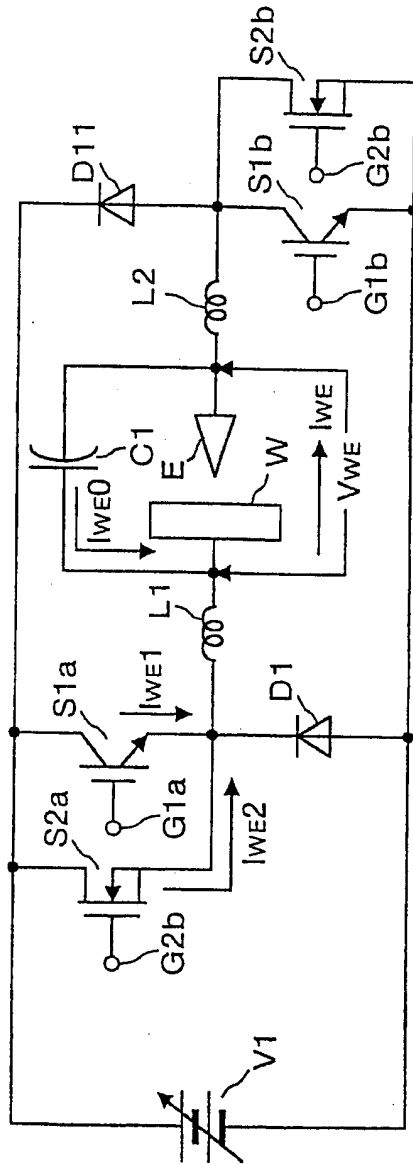 V1
G2b
S2a
G1a
S1a
IWE1
IWE2
D1
L1
IWE0
C1
E
W
IWE
VWE
L2
D11
S1b
G1b
S2b
G2b